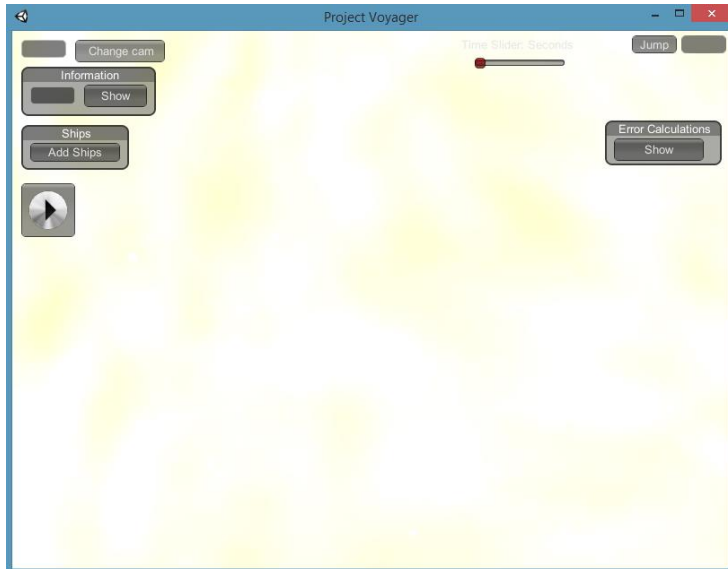 Project Voyager
Change cam
Time Slider: Seconds
Jump
Information
Show
Ships
Add Ships
Error Calculations
Show